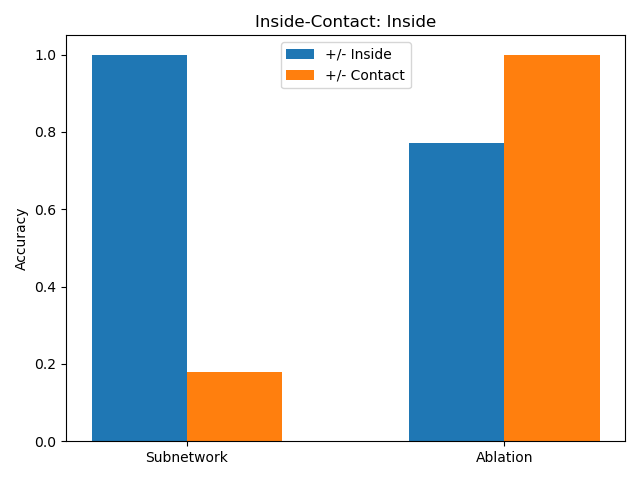 Inside-Contact: Inside
+/- Inside
+/- Contact
Accuracy
1.0
0.8
0.6
0.4
0.2
0.0
Subnetwork
Ablation